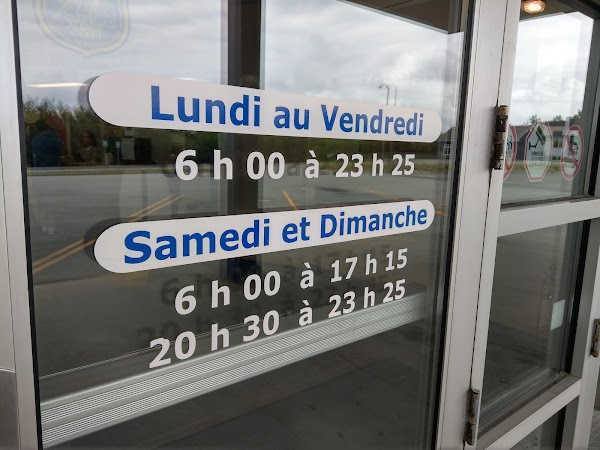 Lundi au Vendredi
6 h 00 à 23 h 25
Samedi et Dimanche
6 h 00 à 17 h 15
20 h 30 à 23 h 25